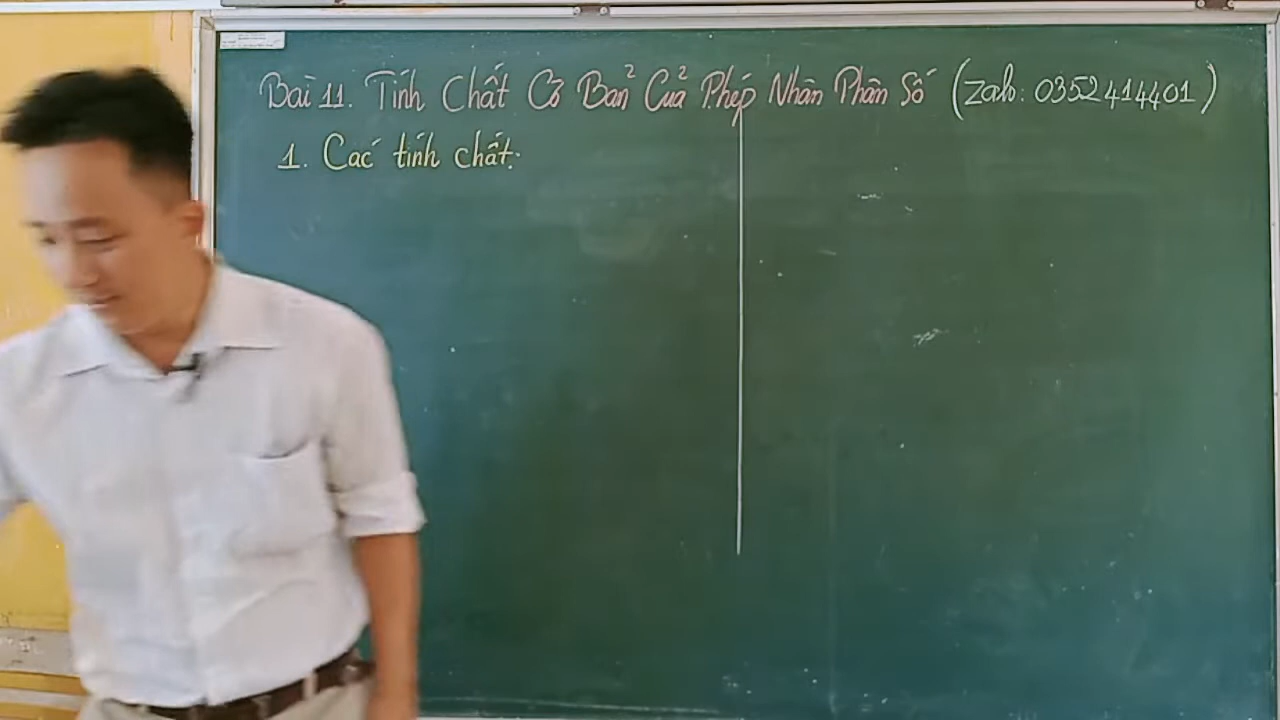 Bài 11. Tính Chất Cơ Bản Của Phép Nhân Phân Số (Zalo: 0352414401)
1. Các tính chất.